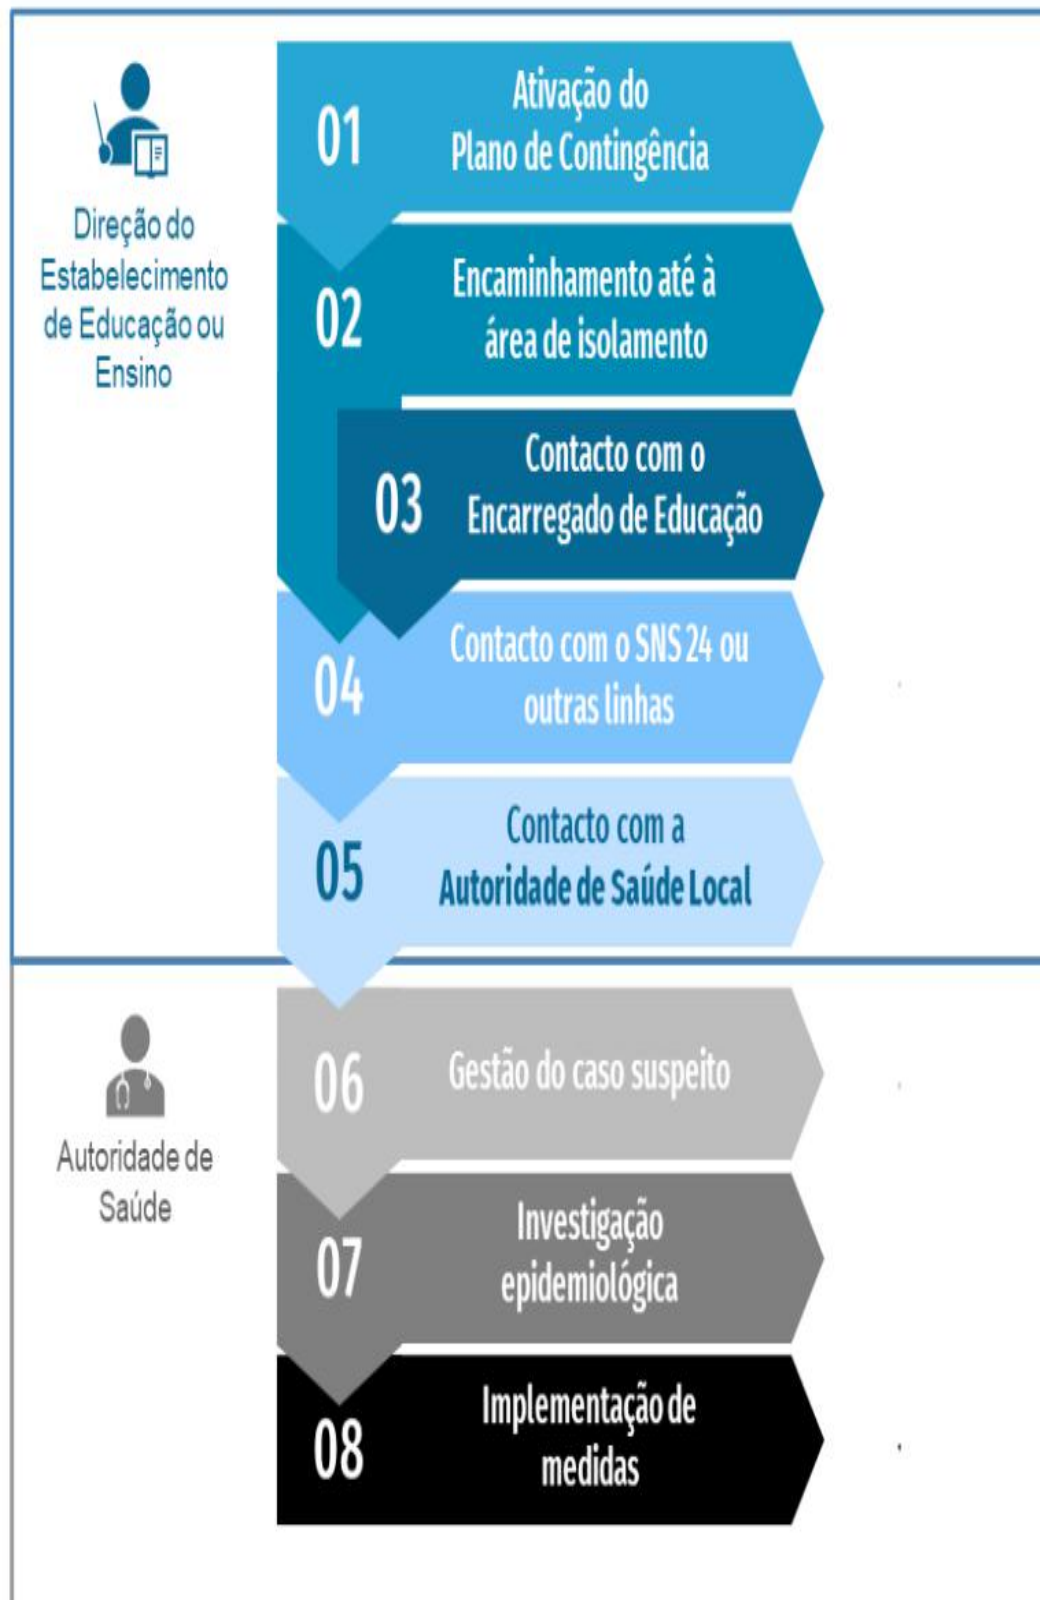 Direção do
Estabelecimento
de Educação ou
Ensino
01
Ativação do
Plano de Contingência
02
Encaminhamento até à
área de isolamento
03
Contacto com o
Encarregado de Educação
04
Contacto com o SNS 24 ou
outras linhas
05
Contacto com a
Autoridade de Saúde Local
Autoridade de
Saúde
06
Gestão do caso suspeito
07
Investigação
epidemiológica
08
Implementação de
medidas